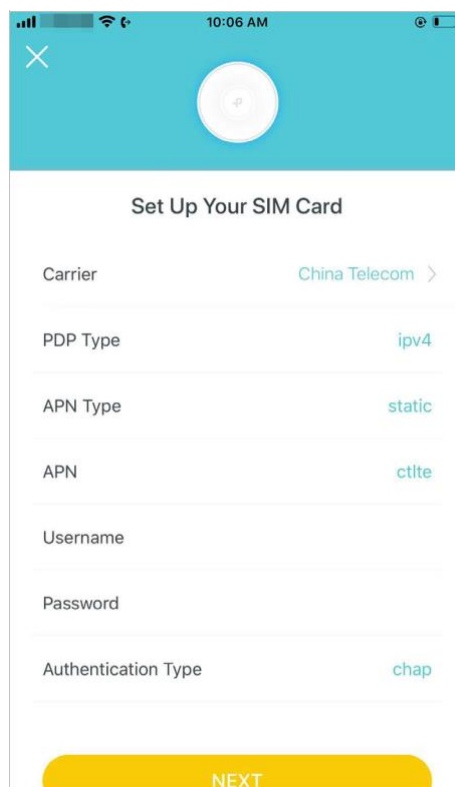 10:06 AM
Set Up Your SIM Card
Carrier China Telecom
PDP Type ipv4
APN Type static
APN ctlte
Username
Password
Authentication Type chap
NEXT